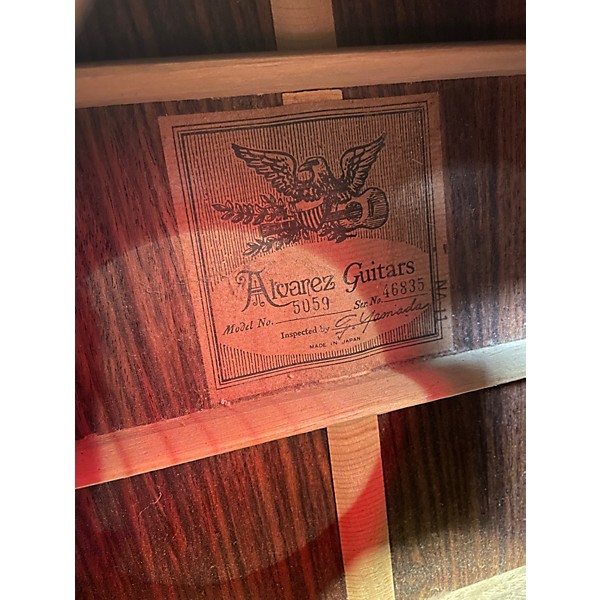 Alvarez Guitars
Model No. 5059 Ser. No. 46835
Inspected by G. Yamada
MADE IN JAPAN